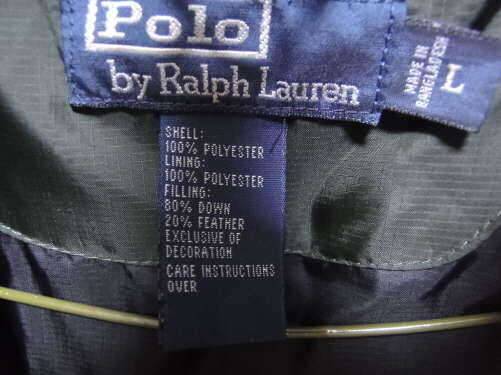 Polo
by Ralph Lauren
MADE IN
BANGLADESH
L
SHELL:
100% POLYESTER
LINING:
100% POLYESTER
FILLING:
80% DOWN
20% FEATHER
EXCLUSIVE OF
DECORATION
CARE INSTRUCTIONS
OVER